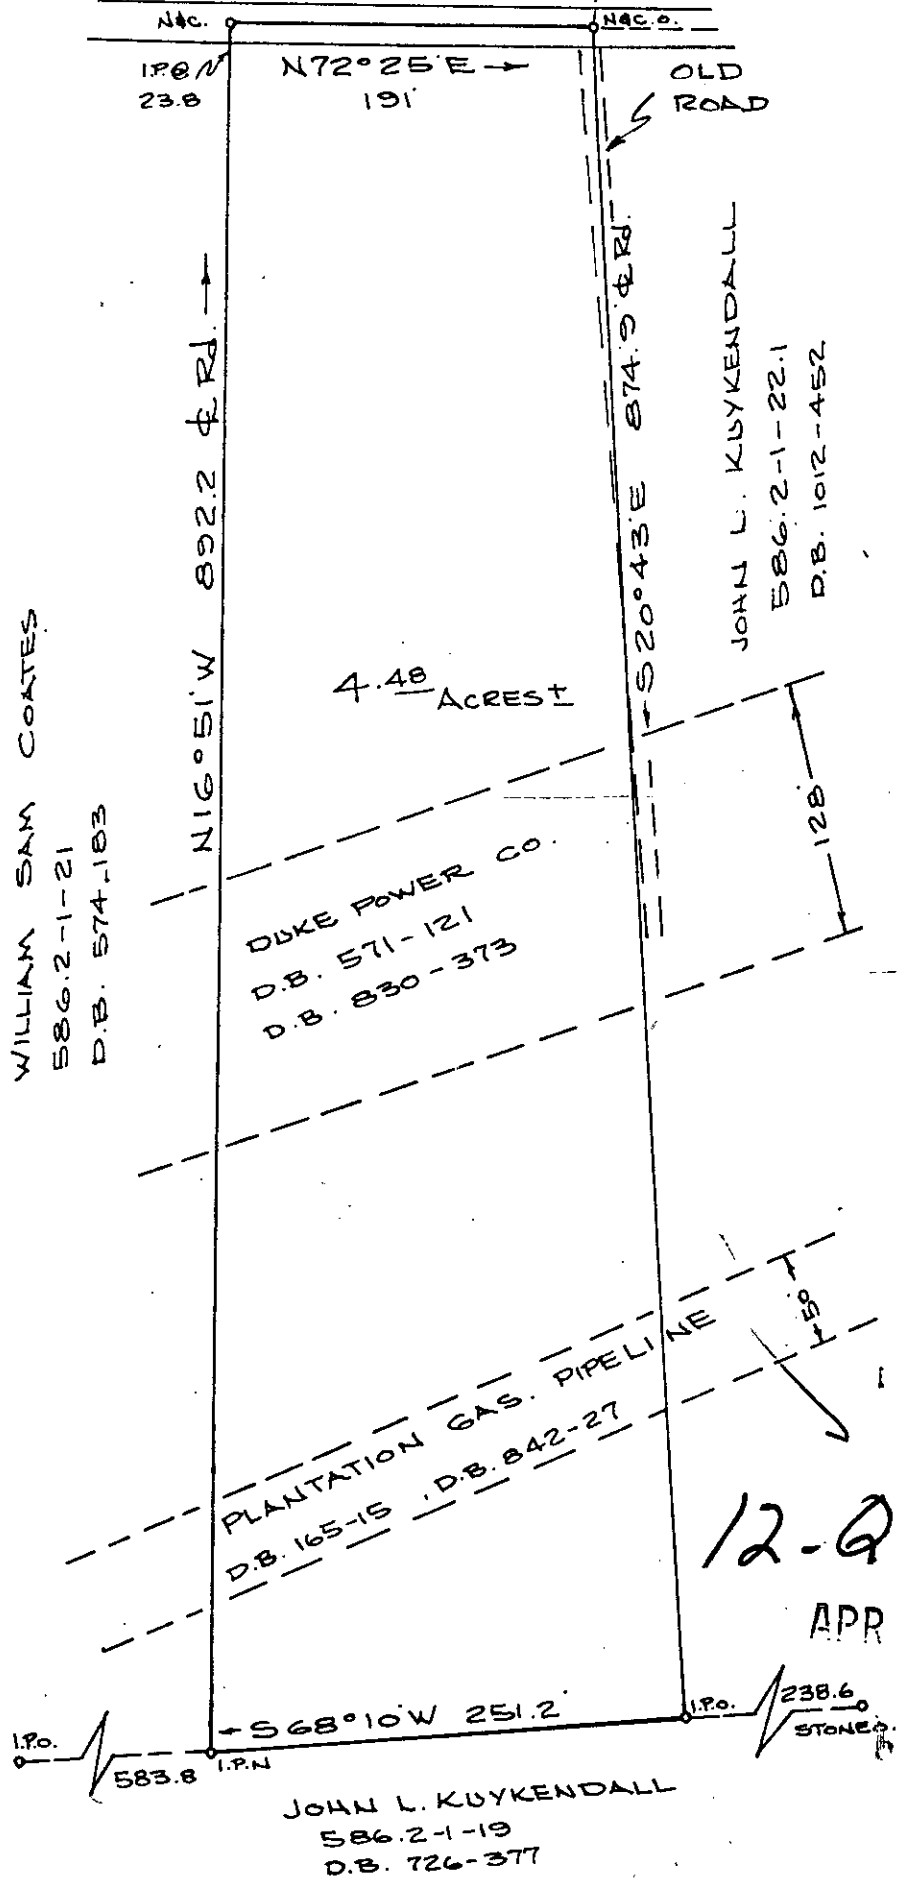 N&C.
N&C.O.
I.P.@
23.8
N72°25'E →
191'
OLD
ROAD
N16°51'W 892.2 ℄ Rd. →
← S20°43'E 874.9 ℄ Rd.
JOHN L. KUYKENDALL
586.2-1-22.1
D.B. 1012-452
WILLIAM SAM COATES
586.2-1-21
D.B. 574-183
4.48 ACRES ±
128'
DUKE POWER CO.
D.B. 571-121
D.B. 830-373
50'
PLANTATION GAS. PIPELINE
D.B. 165-15 , D.B. 842-27
12-Q
APR
I.P.O.
583.8
I.P.N
← S68°10'W 251.2'
I.P.O.
238.6
STONE O.
JOHN L. KUYKENDALL
586.2-1-19
D.B. 726-377